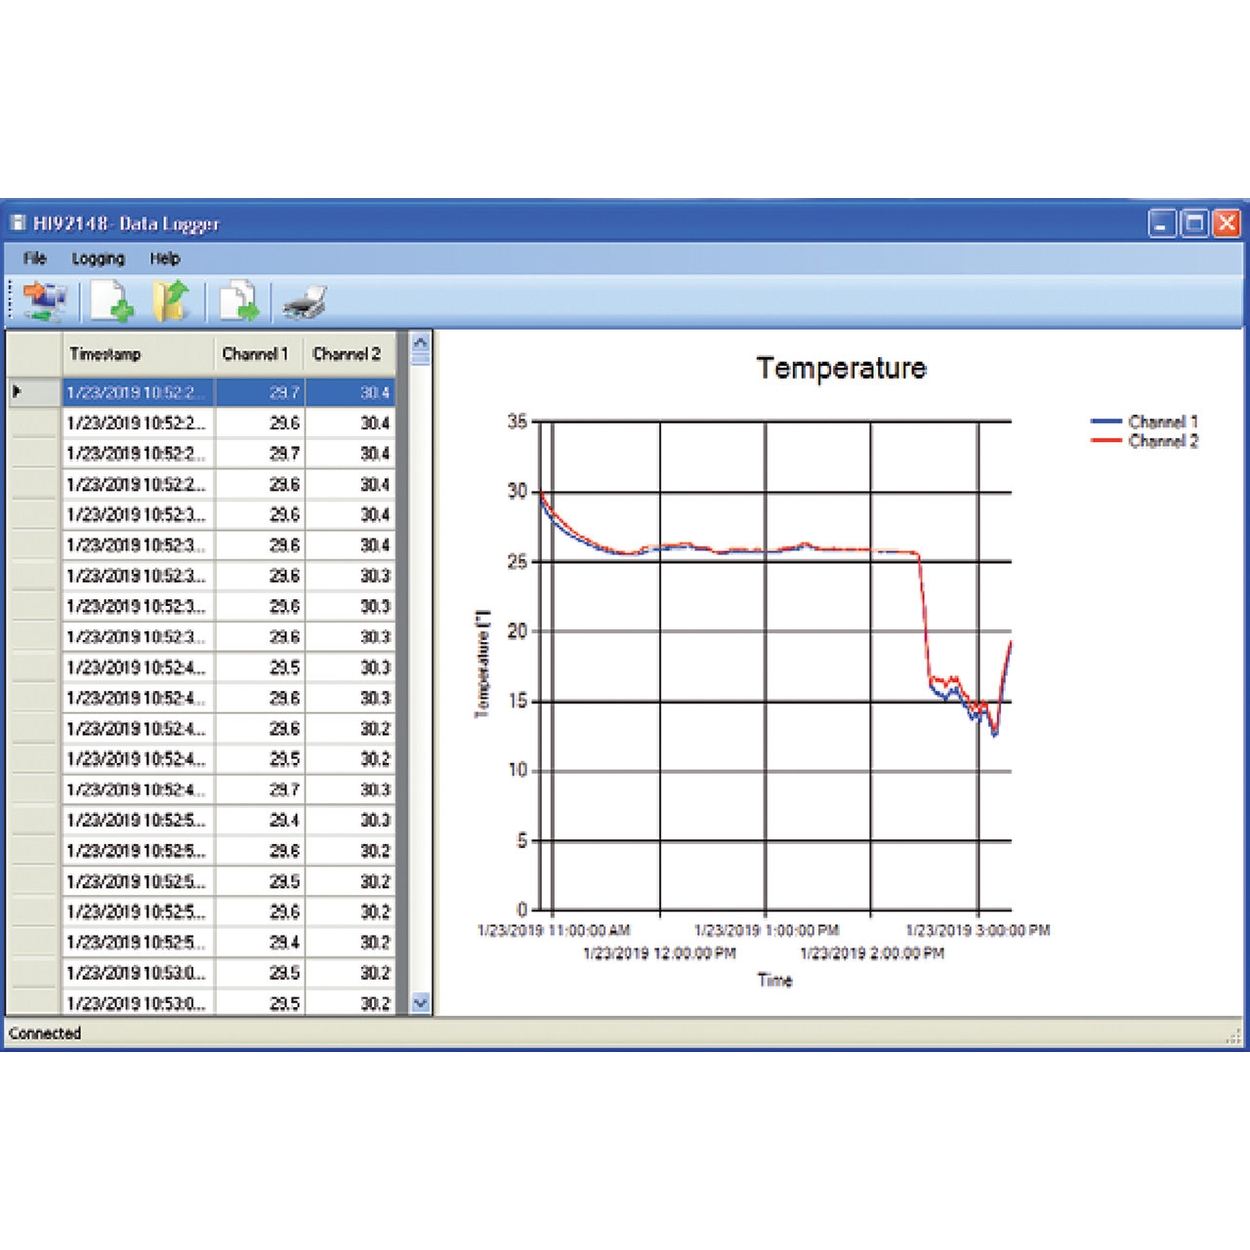 HI92148- Data Logger
File Logging Help
Timestamp Channel 1 Channel 2
1/23/2019 10:52:2... 29.7 30.4
1/23/2019 10:52:2... 29.6 30.4
1/23/2019 10:52:2... 29.7 30.4
1/23/2019 10:52:2... 29.6 30.4
1/23/2019 10:52:3... 29.6 30.4
1/23/2019 10:52:3... 29.6 30.4
1/23/2019 10:52:3... 29.6 30.3
1/23/2019 10:52:3... 29.6 30.3
1/23/2019 10:52:3... 29.6 30.3
1/23/2019 10:52:4... 29.5 30.3
1/23/2019 10:52:4... 29.6 30.3
1/23/2019 10:52:4... 29.6 30.2
1/23/2019 10:52:4... 29.5 30.2
1/23/2019 10:52:4... 29.7 30.3
1/23/2019 10:52:5... 29.4 30.3
1/23/2019 10:52:5... 29.6 30.2
1/23/2019 10:52:5... 29.5 30.2
1/23/2019 10:52:5... 29.6 30.2
1/23/2019 10:52:5... 29.4 30.2
1/23/2019 10:53:0... 29.5 30.2
1/23/2019 10:53:0... 29.5 30.2
Temperature
Channel 1
Channel 2
35
30
25
20
15
10
5
0
Temperature [°]
1/23/2019 11:00:00 AM 1/23/2019 1:00:00 PM 1/23/2019 3:00:00 PM
1/23/2019 12:00:00 PM 1/23/2019 2:00:00 PM
Time
Connected